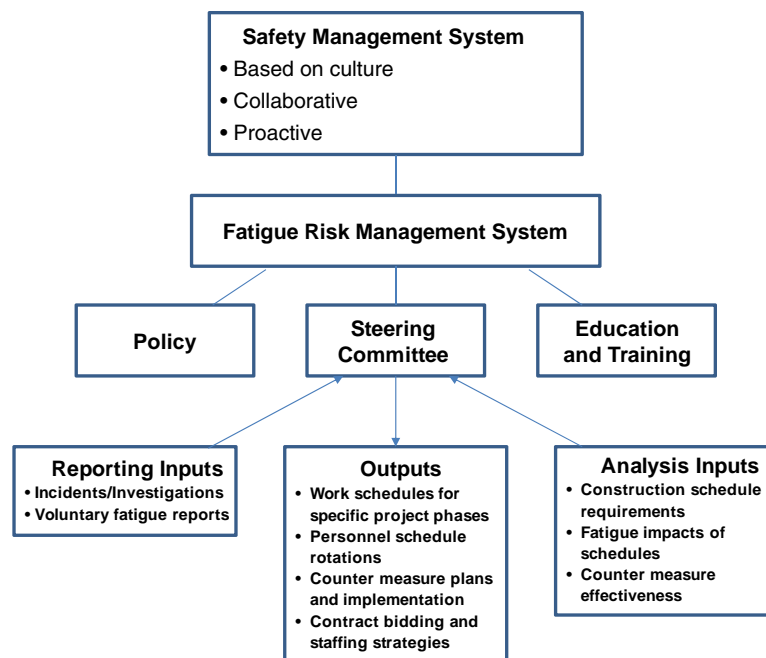 Safety Management System
• Based on culture
• Collaborative
• Proactive
Fatigue Risk Management System
Policy
Steering
Committee
Education
and Training
Reporting Inputs
• Incidents/Investigations
• Voluntary fatigue reports
Outputs
• Work schedules for
specific project phases
• Personnel schedule
rotations
• Counter measure plans
and implementation
• Contract bidding and
staffing strategies
Analysis Inputs
• Construction schedule
requirements
• Fatigue impacts of
schedules
• Counter measure
effectiveness